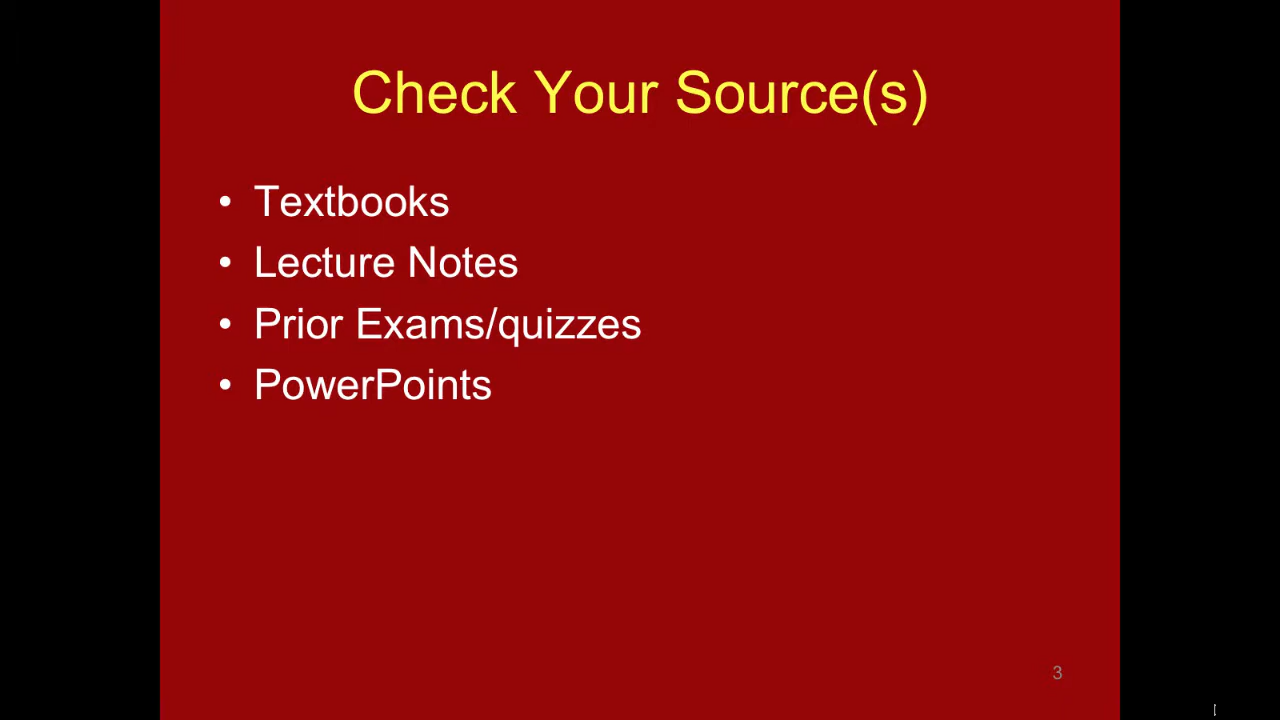 Check Your Source(s)
• Textbooks
• Lecture Notes
• Prior Exams/quizzes
• PowerPoints
3